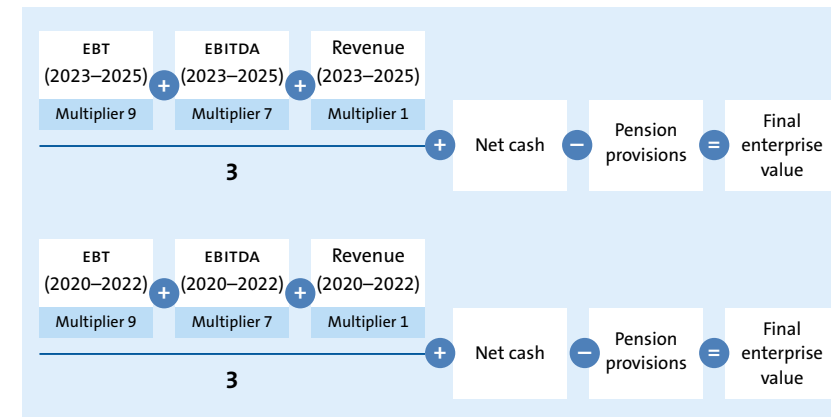 EBT
(2023–2025)
+
EBITDA
(2023–2025)
+
Revenue
(2023–2025)
Multiplier 9
Multiplier 7
Multiplier 1
3
+
Net cash
–
Pension
provisions
=
Final
enterprise
value
EBT
(2020–2022)
+
EBITDA
(2020–2022)
+
Revenue
(2020–2022)
Multiplier 9
Multiplier 7
Multiplier 1
3
+
Net cash
–
Pension
provisions
=
Final
enterprise
value